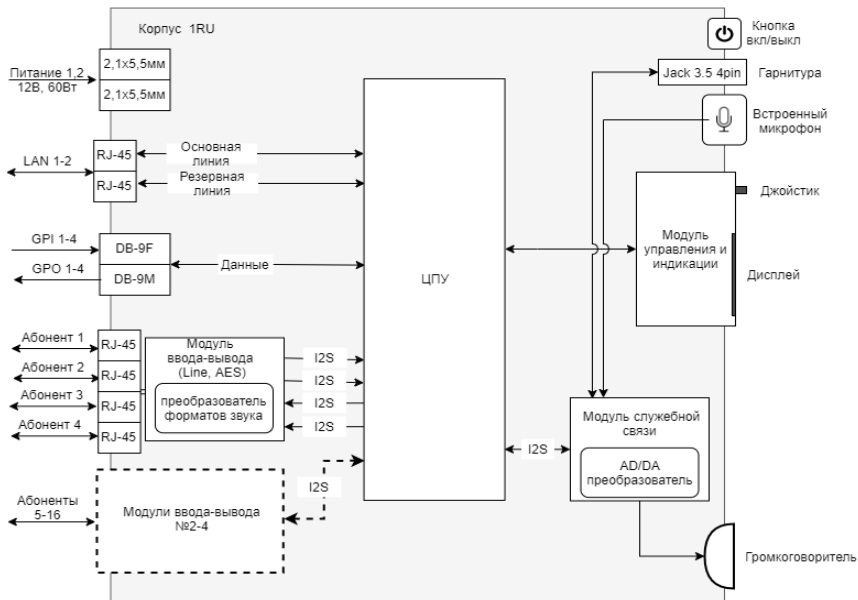 Корпус 1RU
Кнопка
вкл/выкл
Питание 1,2
12В, 60Вт
2,1х5,5мм
2,1х5,5мм
Jack 3.5 4pin
Гарнитура
Встроенный
микрофон
LAN 1-2
RJ-45
RJ-45
Основная
линия
Резервная
линия
Джойстик
Модуль
управления и
индикации
Дисплей
GPI 1-4
GPO 1-4
DB-9F
DB-9M
Данные
ЦПУ
Абонент 1
Абонент 2
Абонент 3
Абонент 4
RJ-45
RJ-45
RJ-45
RJ-45
Модуль
ввода-вывода
(Line, AES)
преобразователь
форматов звука
I2S
I2S
I2S
I2S
Модуль служебной
связи
AD/DA
преобразователь
I2S
Абоненты
5-16
Модули ввода-вывода
№2-4
I2S
Громкоговоритель